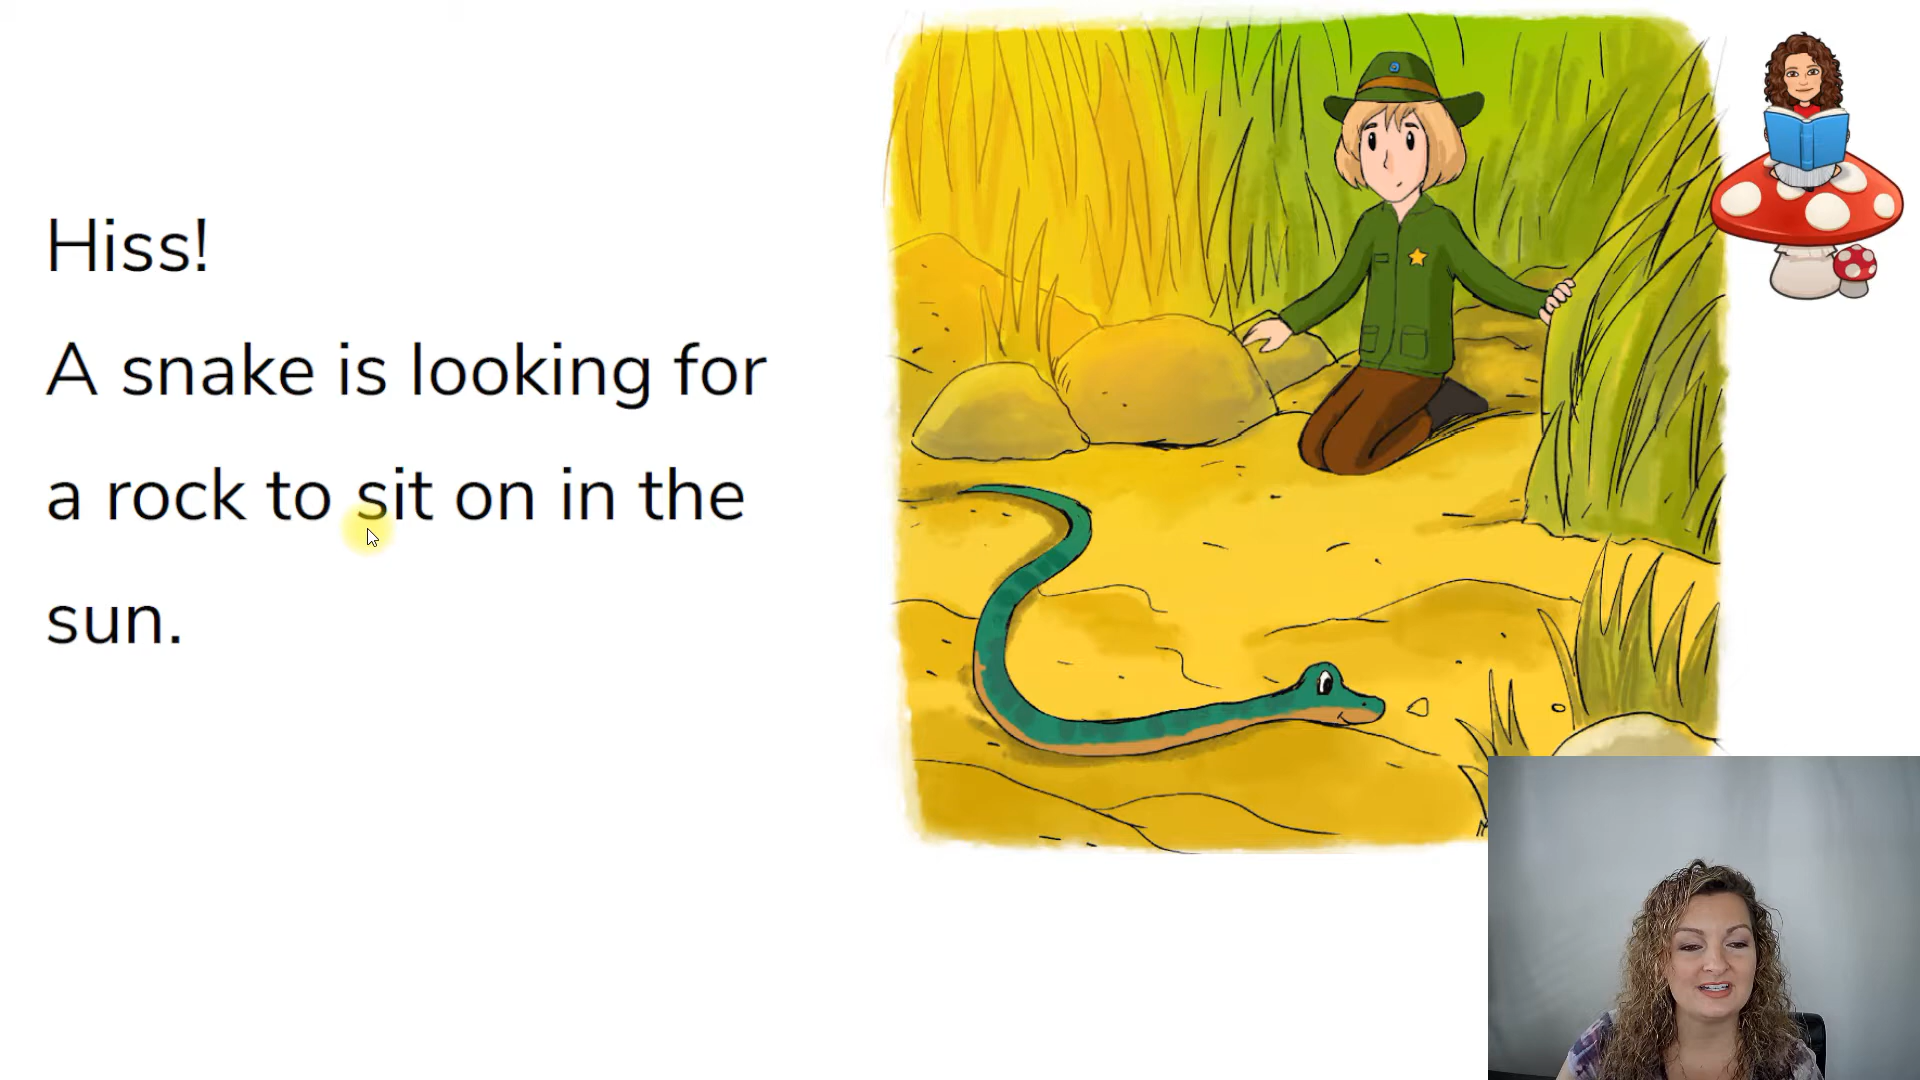 Hiss!
A snake is looking for
a rock to sit on in the
sun.